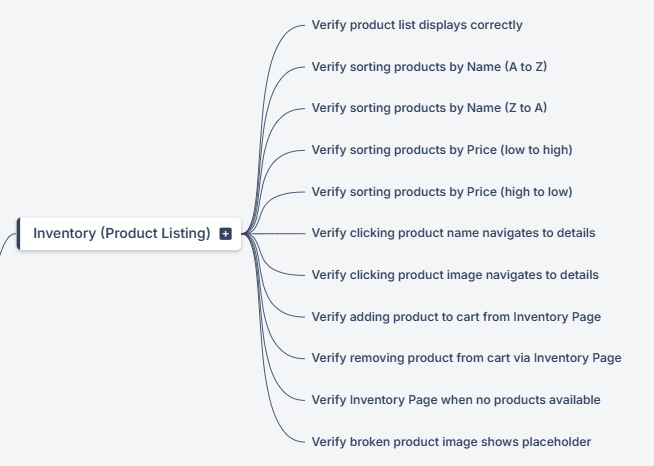 Verify product list displays correctly
Verify sorting products by Name (A to Z)
Verify sorting products by Name (Z to A)
Verify sorting products by Price (low to high)
Verify sorting products by Price (high to low)
Inventory (Product Listing) +
Verify clicking product name navigates to details
Verify clicking product image navigates to details
Verify adding product to cart from Inventory Page
Verify removing product from cart via Inventory Page
Verify Inventory Page when no products available
Verify broken product image shows placeholder